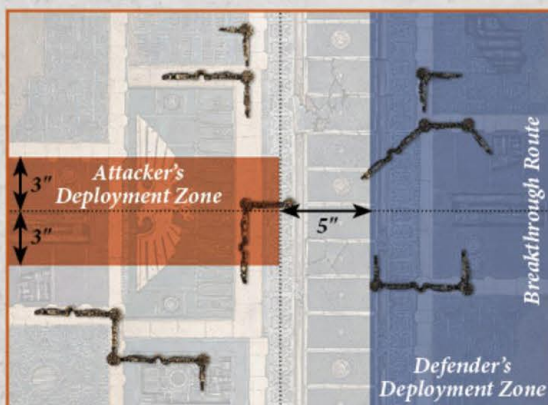 Attacker's
Deployment Zone
3"
3"
5"
Breakthrough Route
Defender's
Deployment Zone